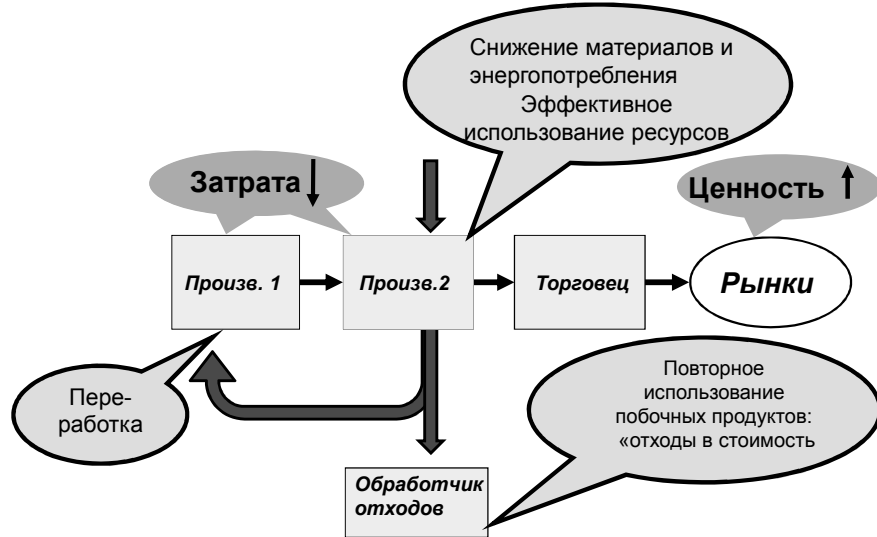 Снижение материалов и
энергопотребления
Эффективное
использование ресурсов
Затрата
Ценность
Произв. 1
Произв.2
Торговец
Рынки
Пере-
работка
Повторное
использование
побочных продуктов:
«отходы в стоимость
Обработчик
отходов